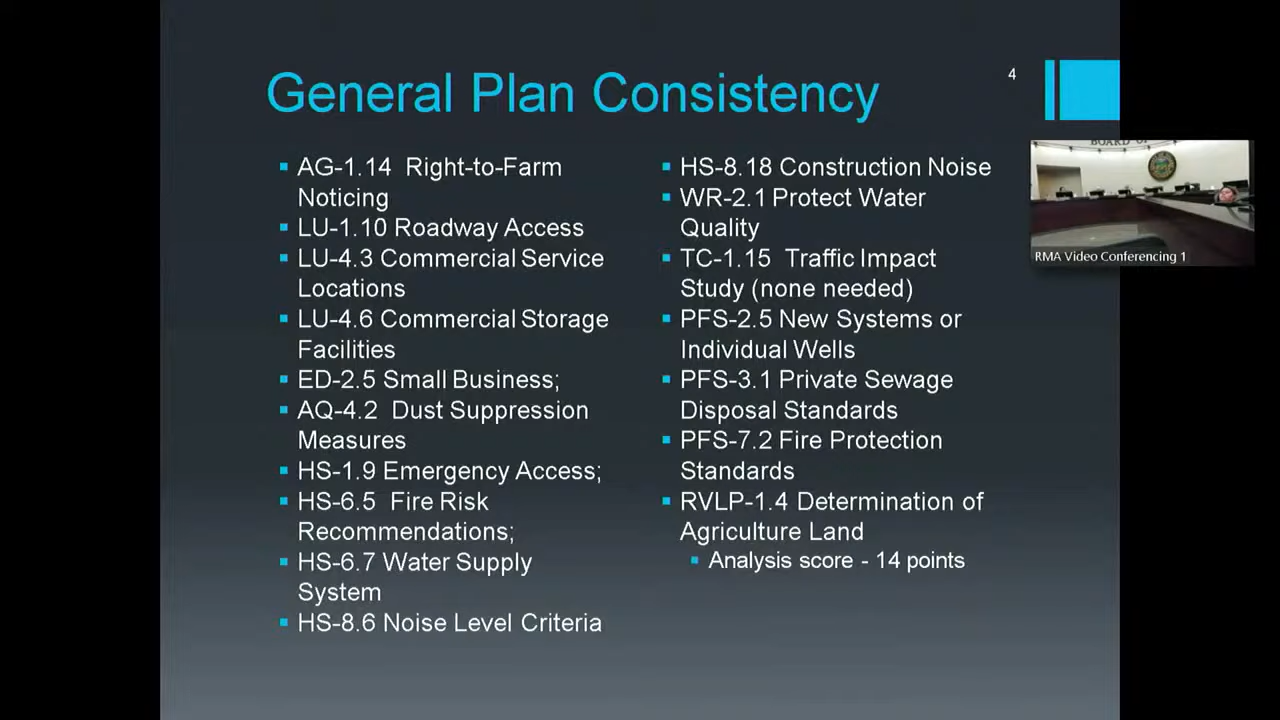 General Plan Consistency
4
AG-1.14 Right-to-Farm
Noticing
LU-1.10 Roadway Access
LU-4.3 Commercial Service
Locations
LU-4.6 Commercial Storage
Facilities
ED-2.5 Small Business;
AQ-4.2 Dust Suppression
Measures
HS-1.9 Emergency Access;
HS-6.5 Fire Risk
Recommendations;
HS-6.7 Water Supply
System
HS-8.6 Noise Level Criteria
HS-8.18 Construction Noise
WR-2.1 Protect Water
Quality
TC-1.15 Traffic Impact
Study (none needed)
PFS-2.5 New Systems or
Individual Wells
PFS-3.1 Private Sewage
Disposal Standards
PFS-7.2 Fire Protection
Standards
RVLP-1.4 Determination of
Agriculture Land
Analysis score - 14 points
BOARD OF
RMA Video Conferencing 1